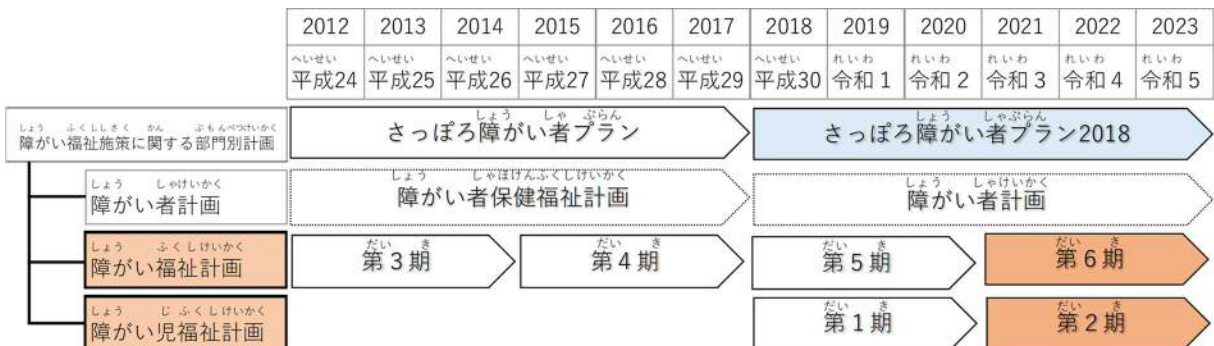 2012 2013 2014 2015 2016 2017 2018 2019 2020 2021 2022 2023
へいせい へいせい へいせい へいせい へいせい へいせい へいせい れいわ れいわ れいわ れいわ れいわ
平成24 平成25 平成26 平成27 平成28 平成29 平成30 令和1 令和2 令和3 令和4 令和5
しょう ふくししさく かん ぶもんべつけいかく
障がい福祉施策に関する部門別計画
しょう しゃ ぷらん
さっぽろ障がい者プラン
しょう しゃぷらん
さっぽろ障がい者プラン2018
しょう しゃけいかく
障がい者計画
しょう しゃほけんふくしけいかく
障がい者保健福祉計画
しょう しゃけいかく
障がい者計画
しょう ふくしけいかく
障がい福祉計画
だい き
第3期
だい き
第4期
だい き
第5期
だい き
第6期
しょう じふくしけいかく
障がい児福祉計画
だい き
第1期
だい き
第2期